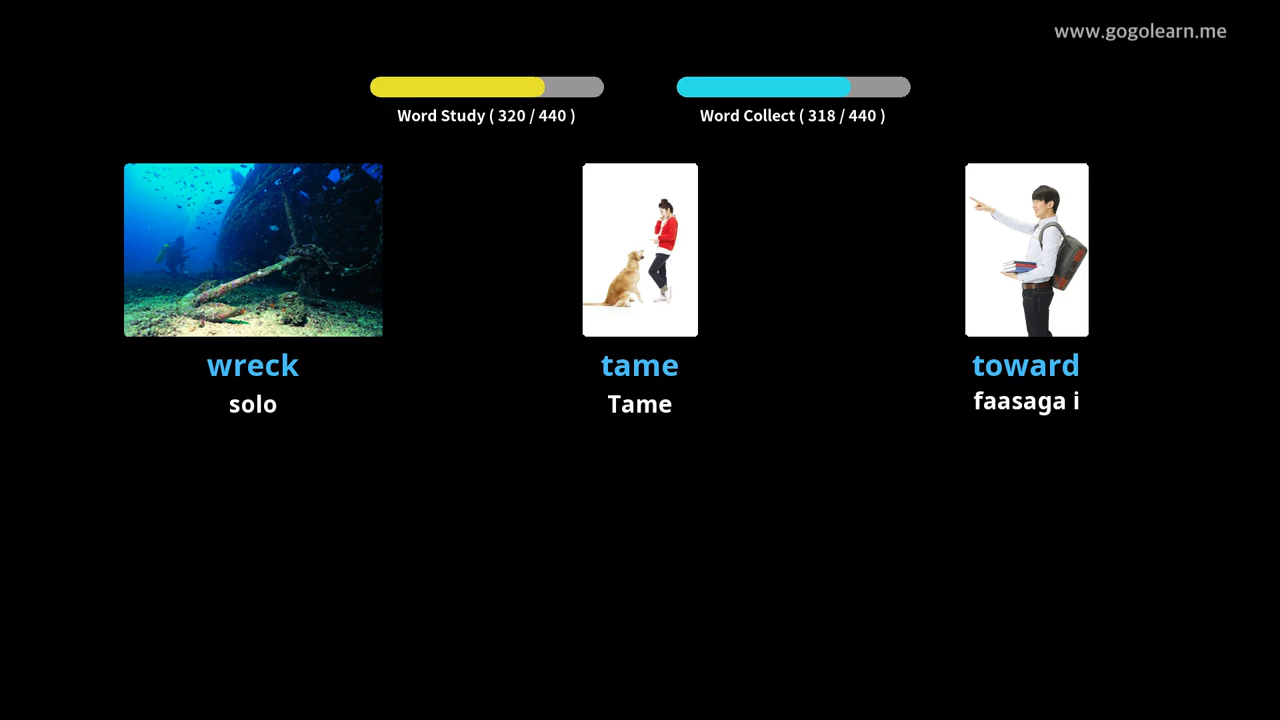 www.gogolearn.me
Word Study ( 320 / 440 )
Word Collect ( 318 / 440 )
wreck
solo
tame
Tame
toward
faasaga i